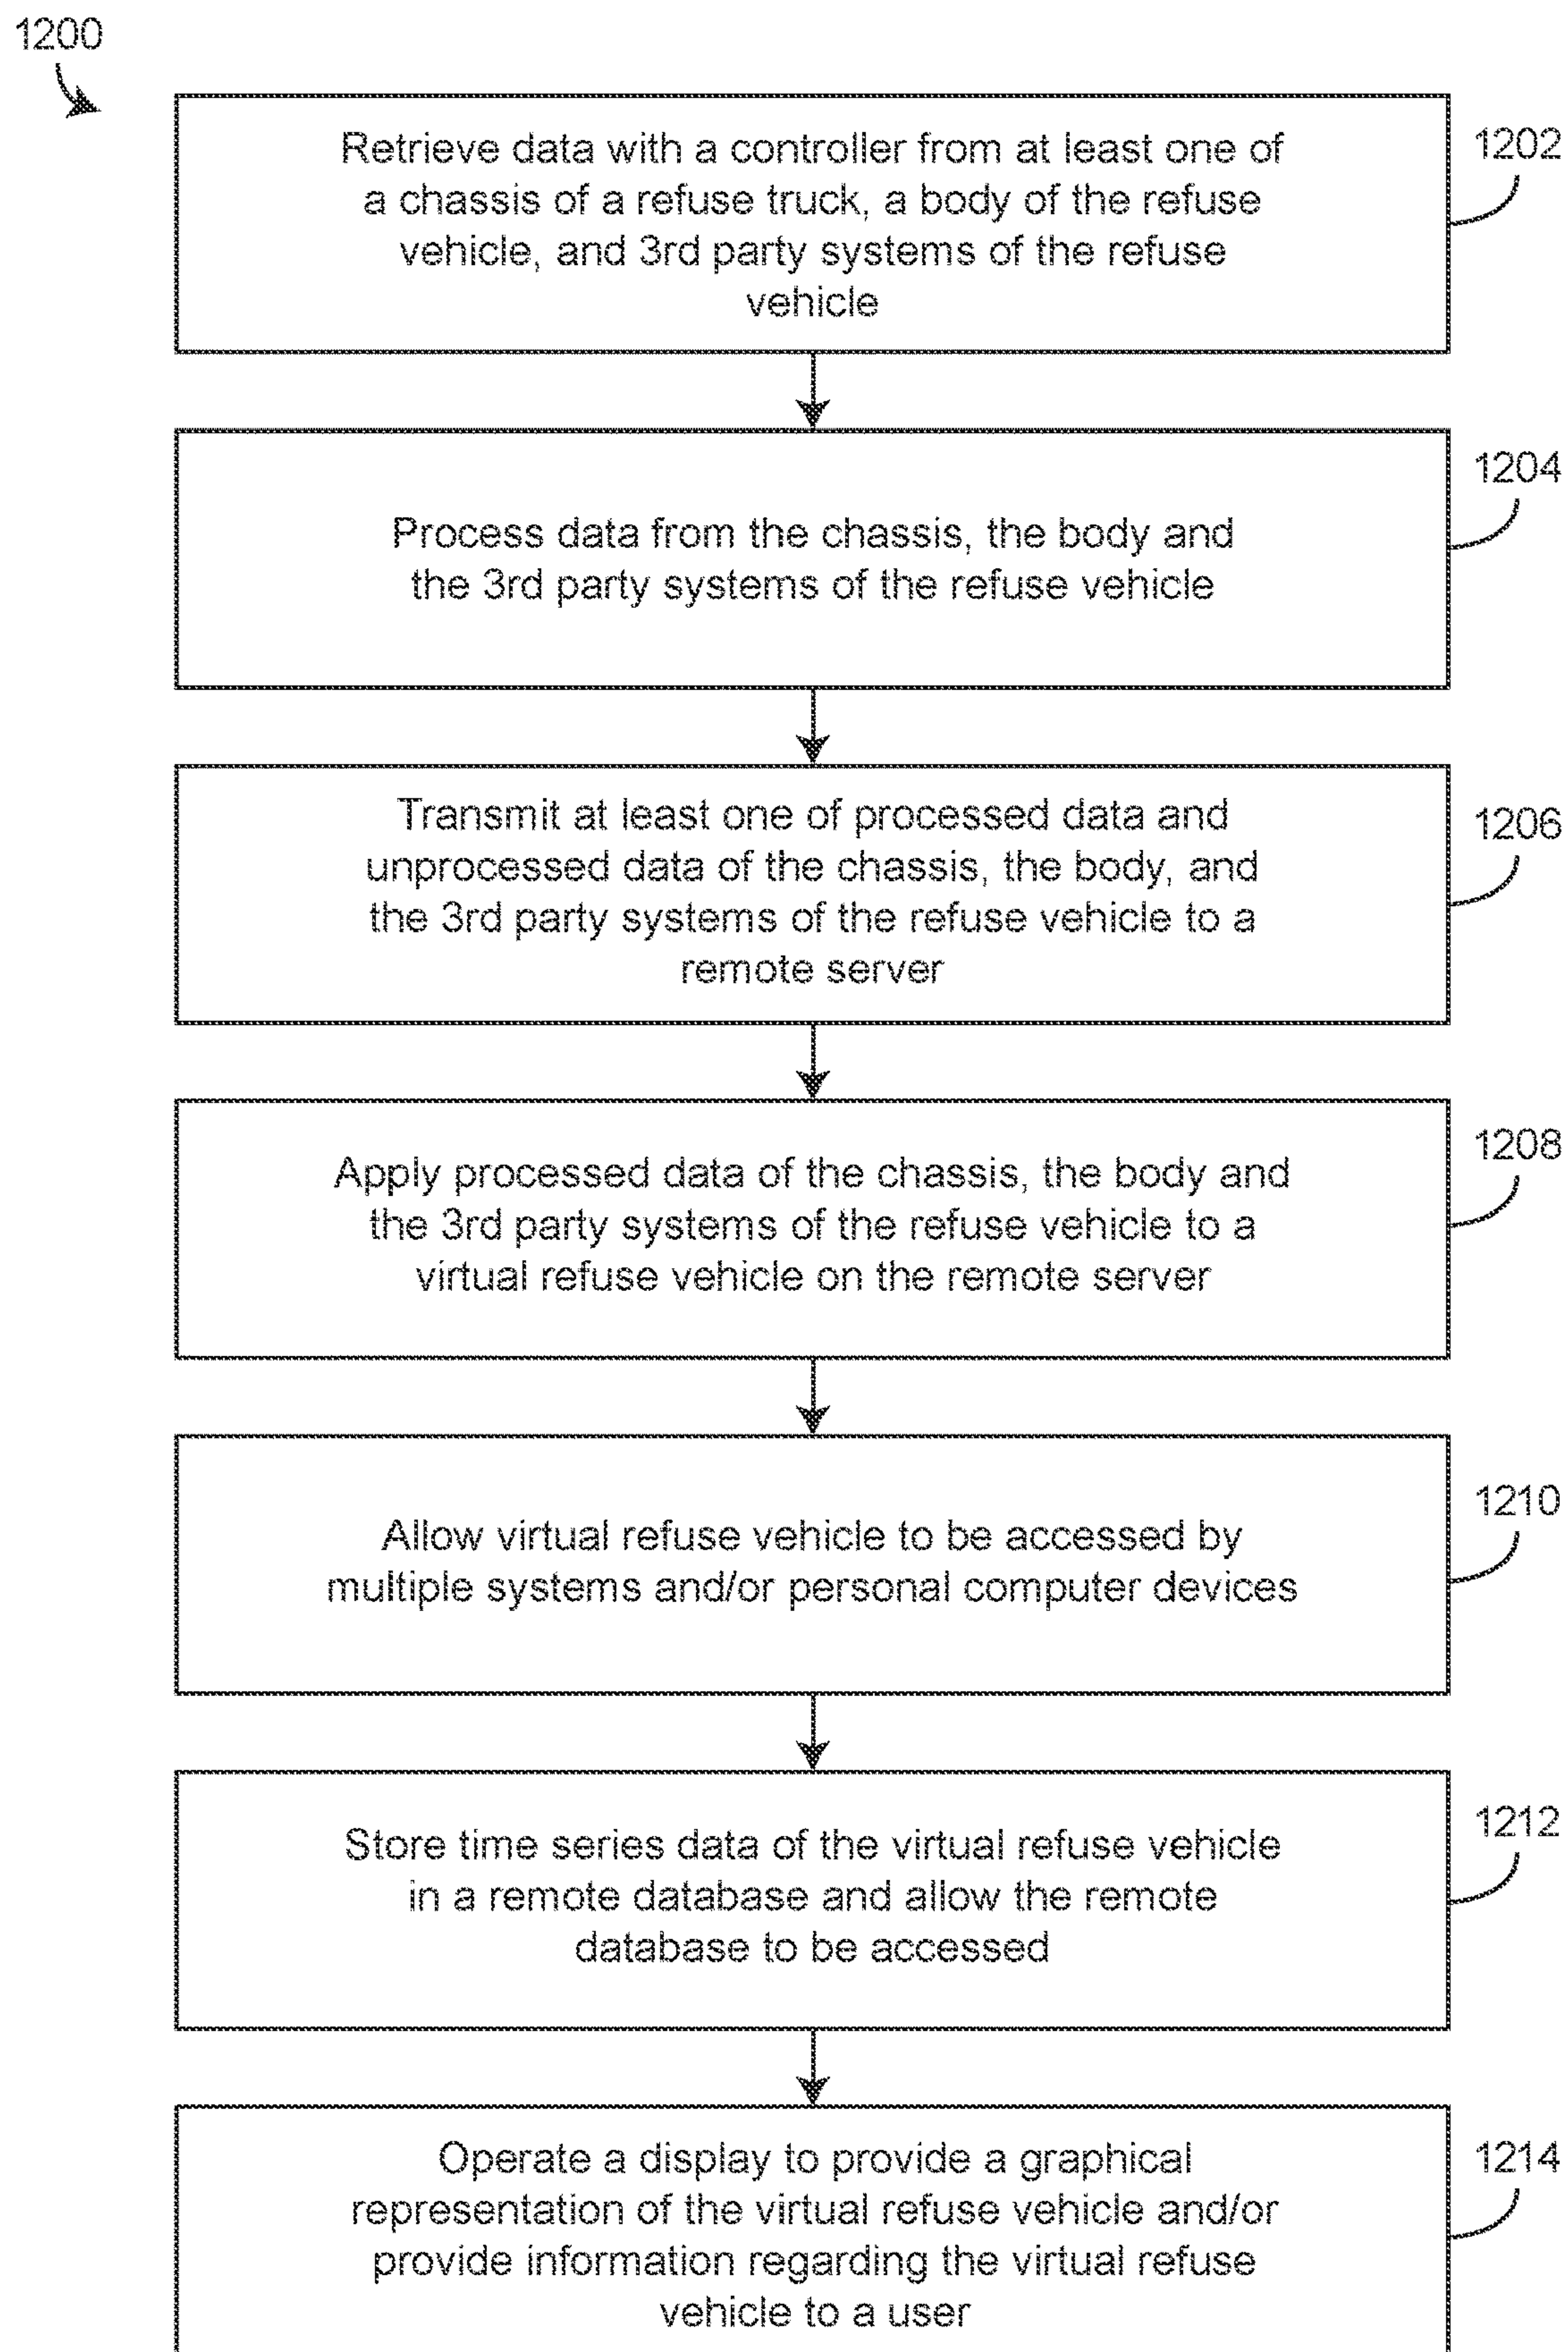 1200
Retrieve data with a controller from at least one of
a chassis of a refuse truck, a body of the refuse
vehicle, and 3rd party systems of the refuse
vehicle
1202
Process data from the chassis, the body and
the 3rd party systems of the refuse vehicle
1204
Transmit at least one of processed data and
unprocessed data of the chassis, the body, and
the 3rd party systems of the refuse vehicle to a
remote server
1206
Apply processed data of the chassis, the body and
the 3rd party systems of the refuse vehicle to a
virtual refuse vehicle on the remote server
1208
Allow virtual refuse vehicle to be accessed by
multiple systems and/or personal computer devices
1210
Store time series data of the virtual refuse vehicle
in a remote database and allow the remote
database to be accessed
1212
Operate a display to provide a graphical
representation of the virtual refuse vehicle and/or
provide information regarding the virtual refuse
vehicle to a user
1214